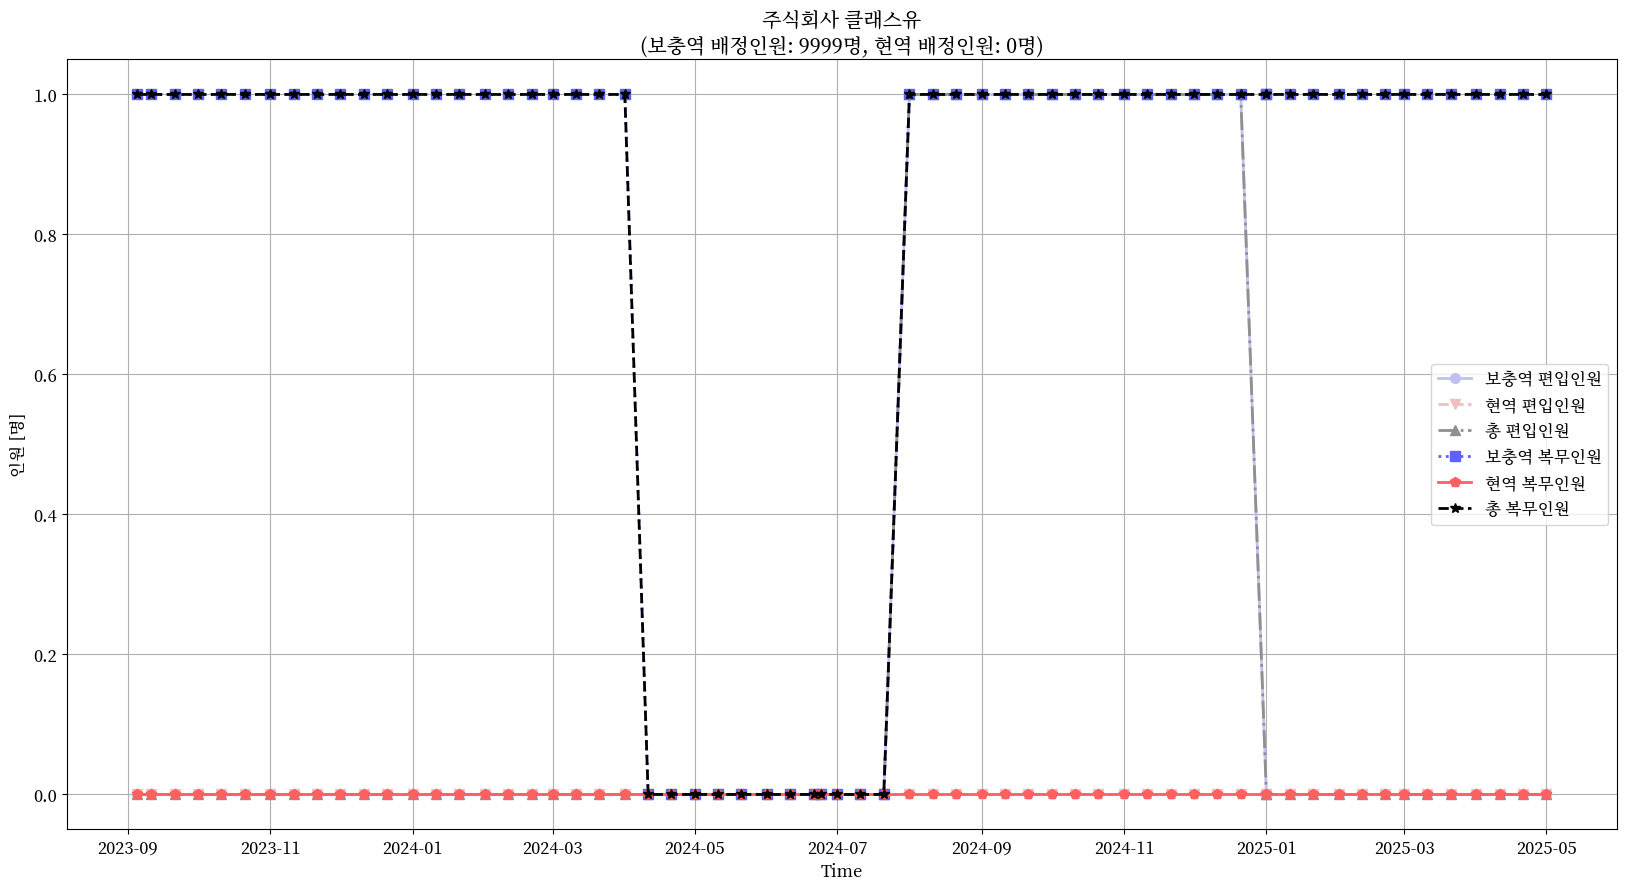 주식회사 클래스유
(보충역 배정인원: 9999명, 현역 배정인원: 0명)
인원 [명]
1.0
0.8
0.6
0.4
0.2
0.0
보충역 편입인원
현역 편입인원
총 편입인원
보충역 복무인원
현역 복무인원
총 복무인원
2023-09 2023-11 2024-01 2024-03 2024-05 2024-07 2024-09 2024-11 2025-01 2025-03 2025-05
Time